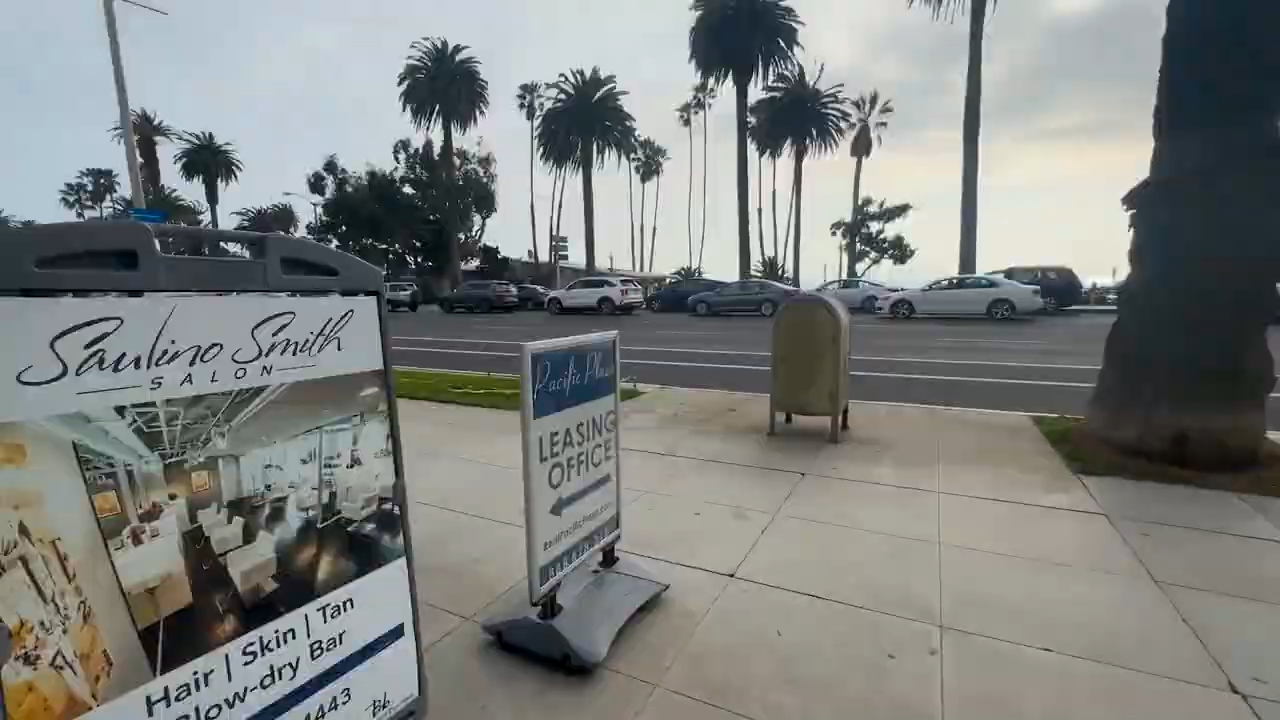 Saulino Smith
SALON
Hair | Skin | Tan
Blow-dry Bar
4443
Pacific Plaza
LEASING
OFFICE